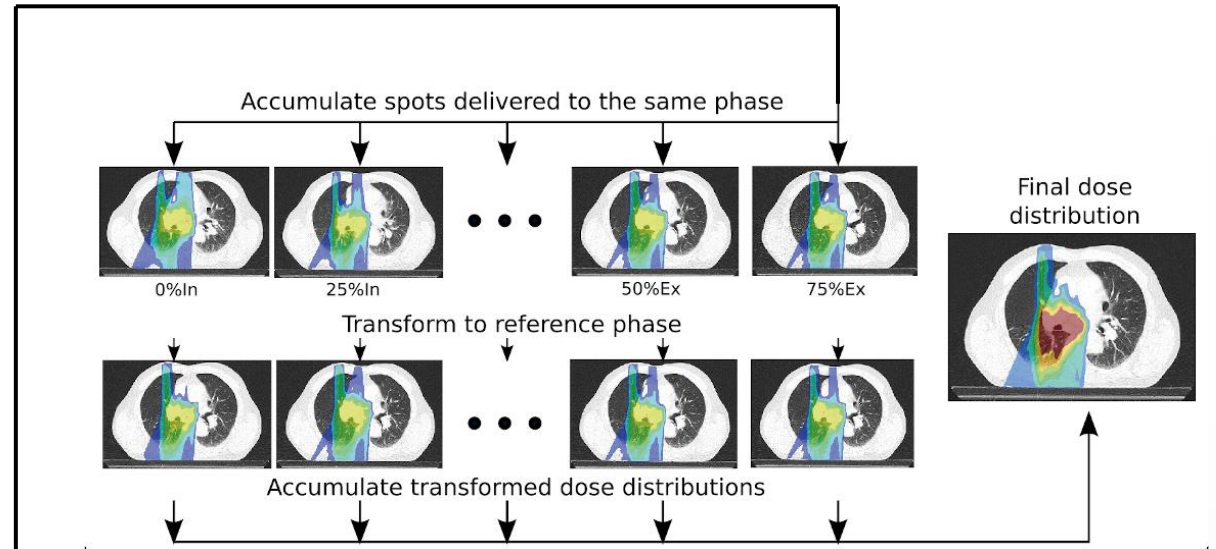 Accumulate spots delivered to the same phase
Final dose
distribution
0%In
25%In
50%Ex
75%Ex
Transform to reference phase
Accumulate transformed dose distributions